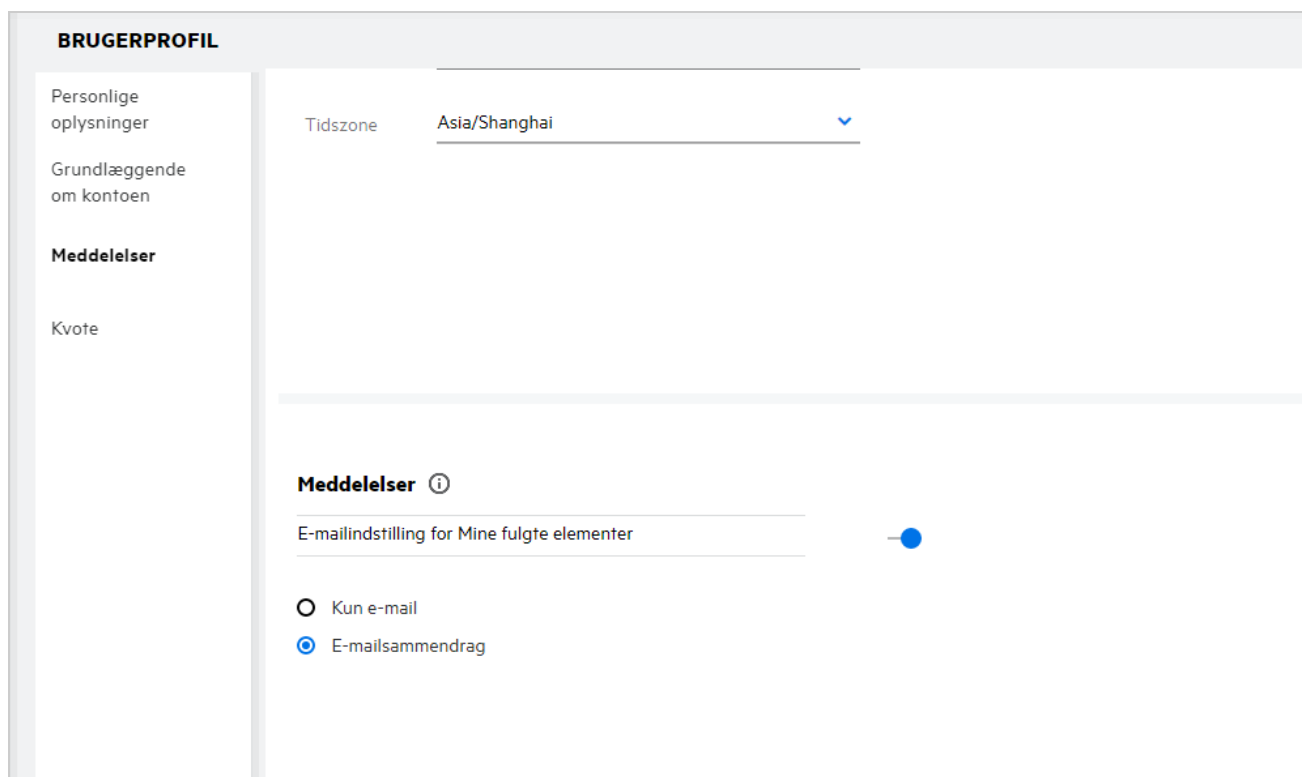 BRUGERPROFIL
Personlige
oplysninger
Grundlæggende
om kontoen
Meddelelser
Kvote
Tidszone Asia/Shanghai
Meddelelser
E-mailindstilling for Mine fulgte elementer
Kun e-mail
E-mailsammendrag